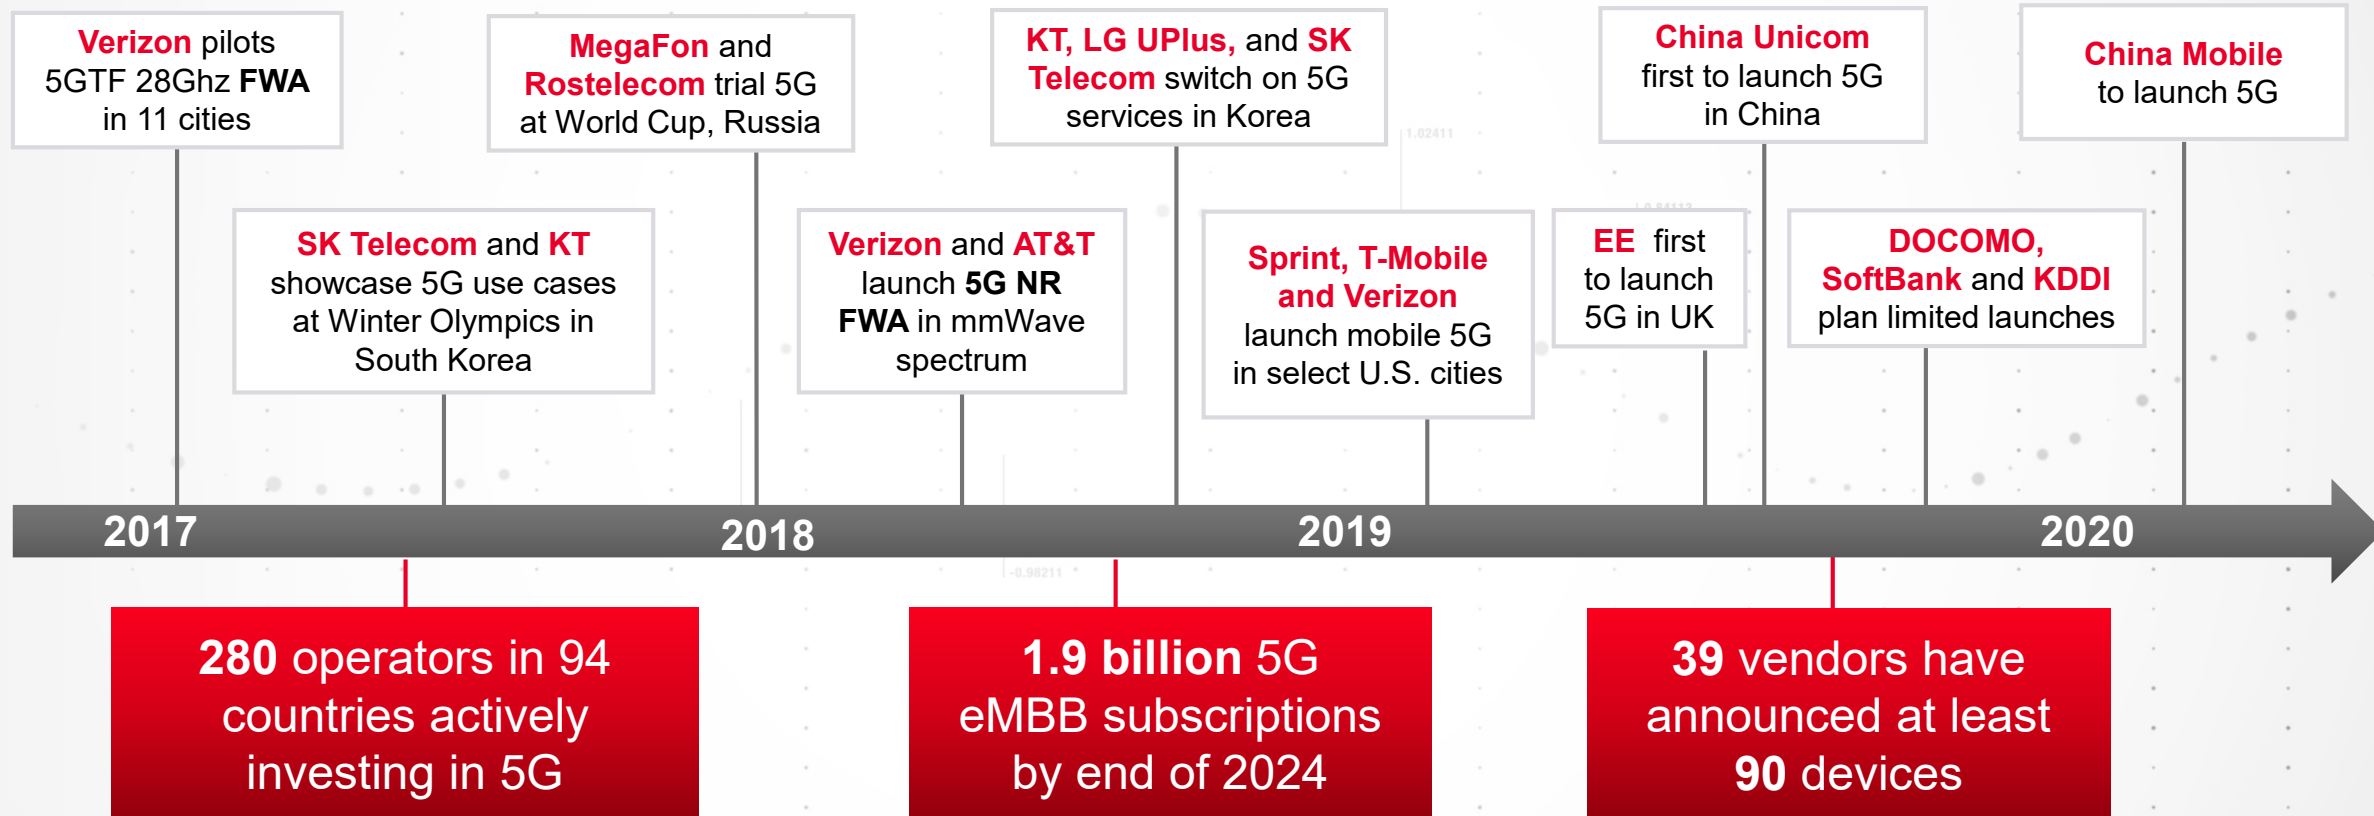 Verizon pilots
5GTF 28Ghz FWA
in 11 cities
MegaFon and
Rostelecom trial 5G
at World Cup, Russia
KT, LG UPlus, and SK
Telecom switch on 5G
services in Korea
China Unicom
first to launch 5G
in China
China Mobile
to launch 5G
1.02411
0.84113
SK Telecom and KT
showcase 5G use cases
at Winter Olympics in
South Korea
Verizon and AT&T
launch 5G NR
FWA in mmWave
spectrum
Sprint, T-Mobile
and Verizon
launch mobile 5G
in select U.S. cities
EE first
to launch
5G in UK
DOCOMO,
SoftBank and KDDI
plan limited launches
2017
2018
2019
2020
-0.98211
280 operators in 94
countries actively
investing in 5G
1.9 billion 5G
eMBB subscriptions
by end of 2024
39 vendors have
announced at least
90 devices